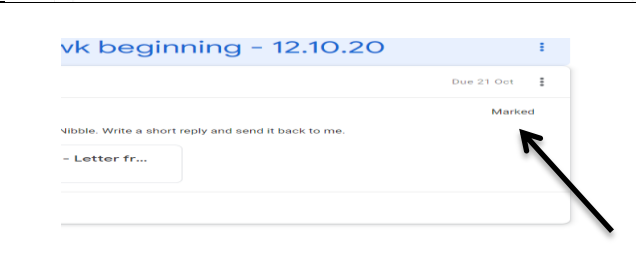 vk beginning - 12.10.20
Due 21 Oct
Marked
Nibble. Write a short reply and send it back to me.
- Letter fr...